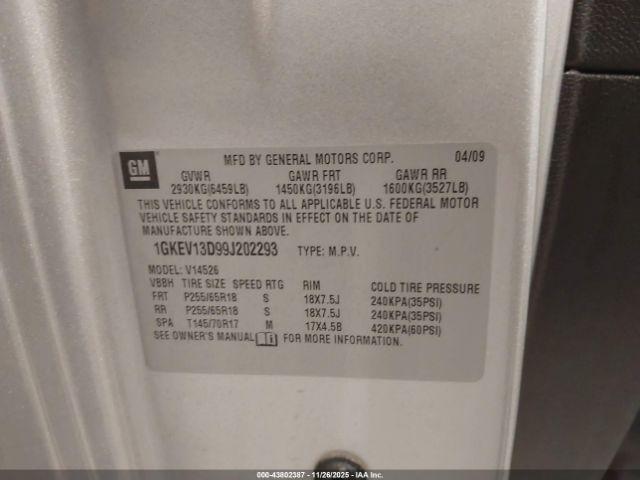 GM
MFD BY GENERAL MOTORS CORP. 04/09
GVWR GAWR FRT GAWR RR
2930KG(6459LB) 1450KG(3196LB) 1600KG(3527LB)
THIS VEHICLE CONFORMS TO ALL APPLICABLE U.S. FEDERAL MOTOR
VEHICLE SAFETY STANDARDS IN EFFECT ON THE DATE OF
MANUFACTURE SHOWN ABOVE.
1GKEV13D99J202293 TYPE: M.P.V.
MODEL: V14526
VBBH TIRE SIZE SPEED RTG RIM COLD TIRE PRESSURE
FRT P255/65R18 S 18X7.5J 240KPA(35PSI)
RR P255/65R18 S 18X7.5J 240KPA(35PSI)
SPA T145/70R17 M 17X4.5B 420KPA(60PSI)
SEE OWNER'S MANUAL FOR MORE INFORMATION.
000-43802387 - 11/26/2025 - IAAI.com